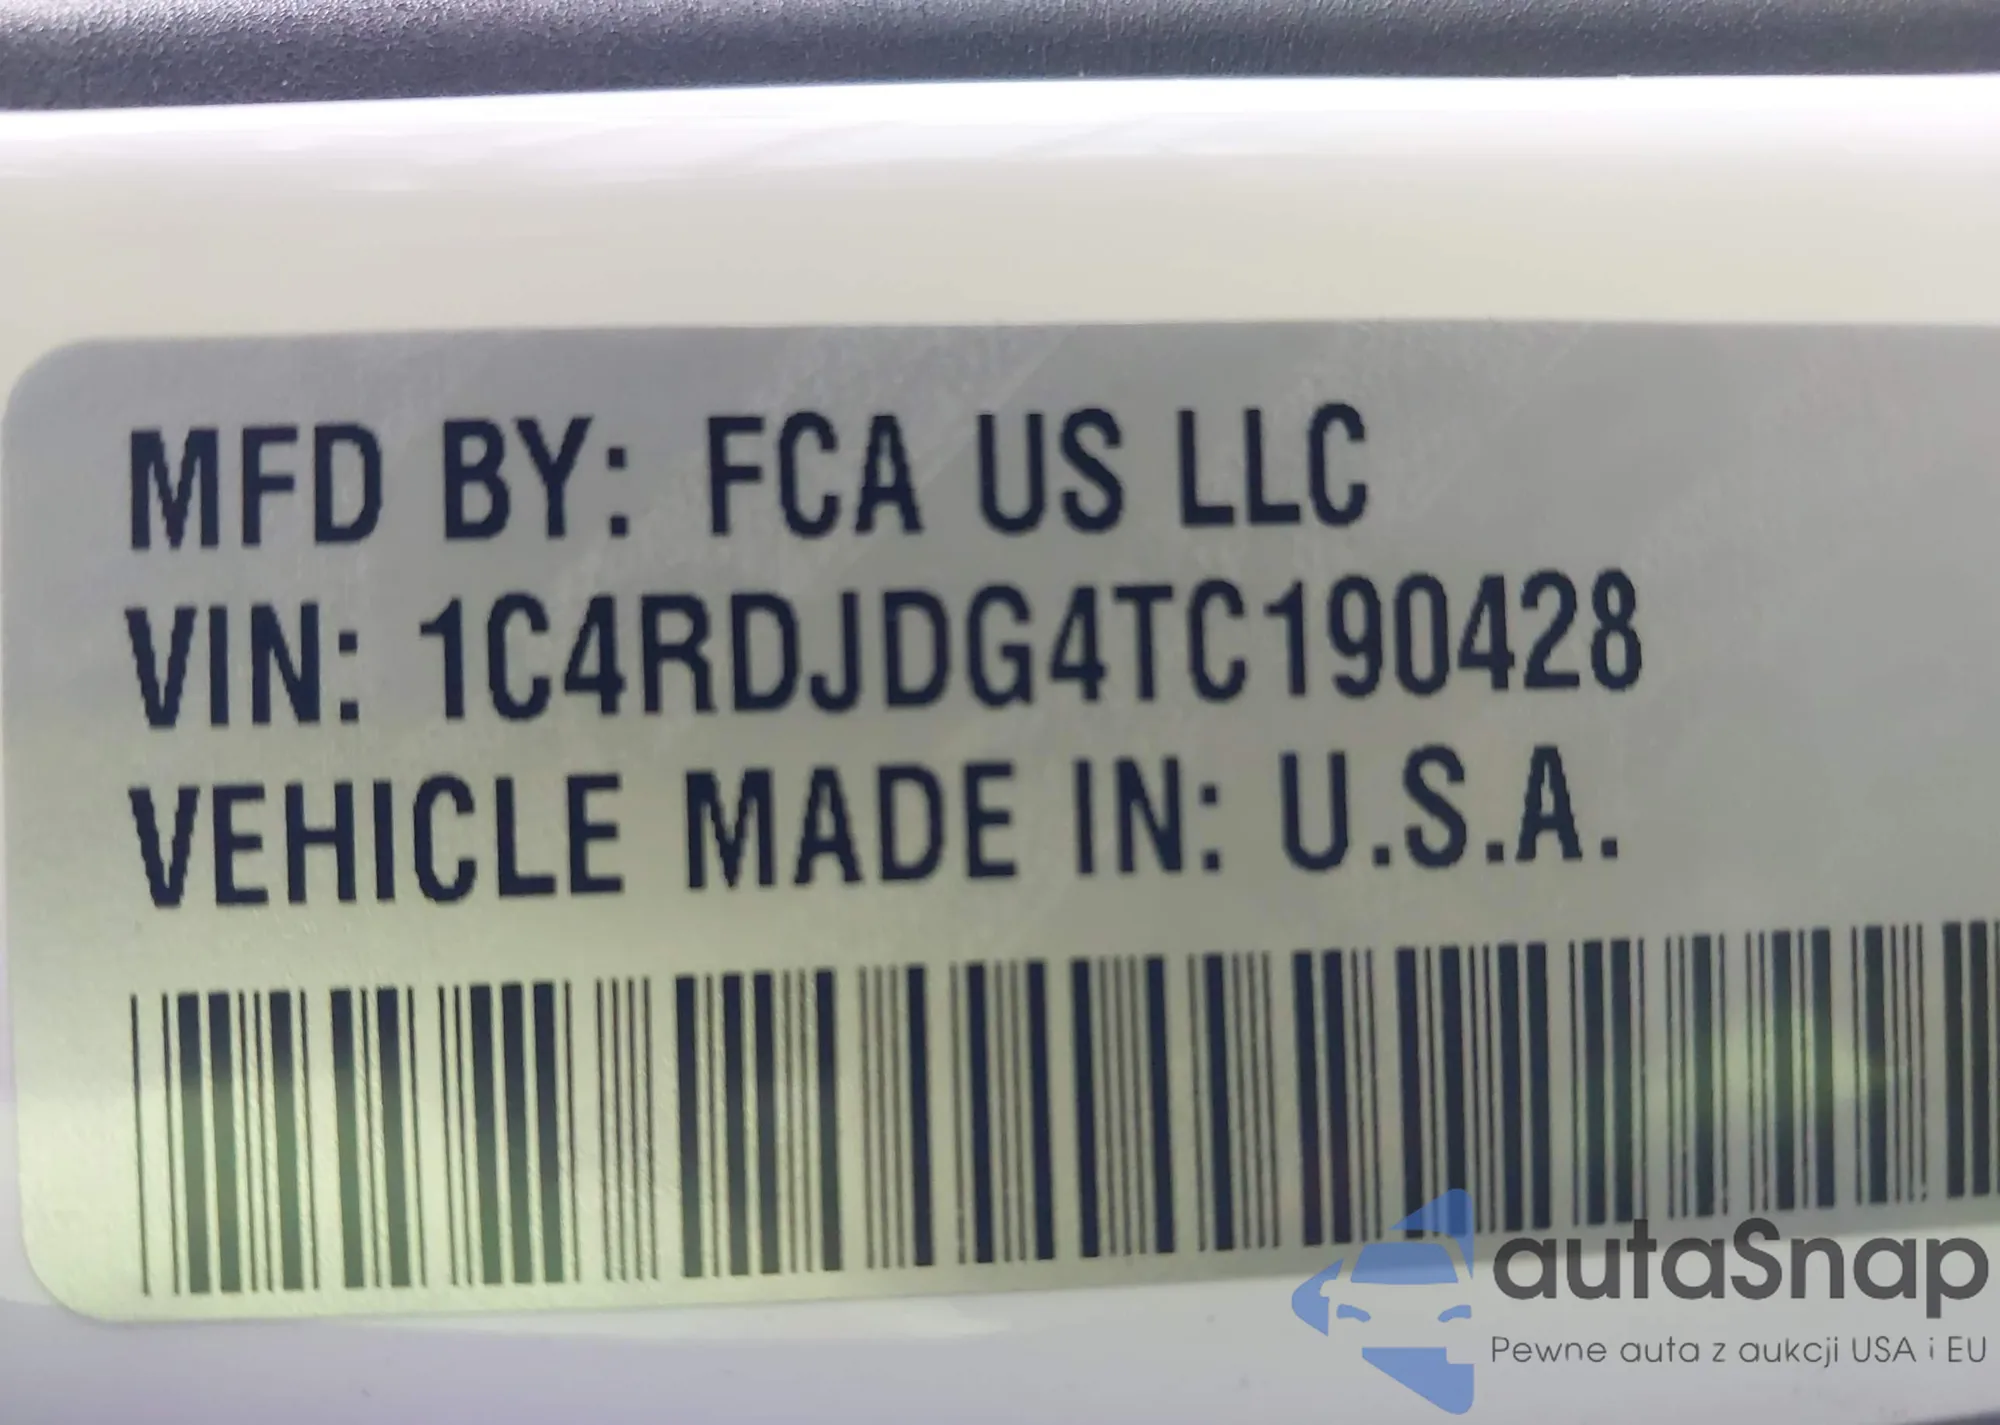 MFD BY: FCA US LLC
VIN: 1C4RDJDG4TC190428
VEHICLE MADE IN: U.S.A.
autaSnap
Pewne auta z aukcji USA i EU